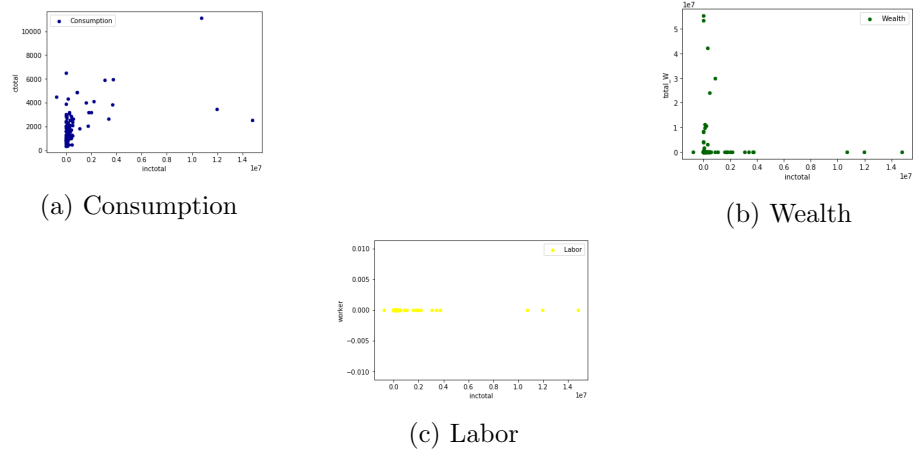 Consumption
ctotal
10000
8000
6000
4000
2000
0
0.0 0.2 0.4 0.6 0.8 1.0 1.2 1.4
1e7
inctotal
(a) Consumption
1e7
Wealth
total_W
5
4
3
2
1
0
0.0 0.2 0.4 0.6 0.8 1.0 1.2 1.4
1e7
inctotal
(b) Wealth
Labor
worker
0.010
0.005
0.000
−0.005
−0.010
0.0 0.2 0.4 0.6 0.8 1.0 1.2 1.4
1e7
inctotal
(c) Labor